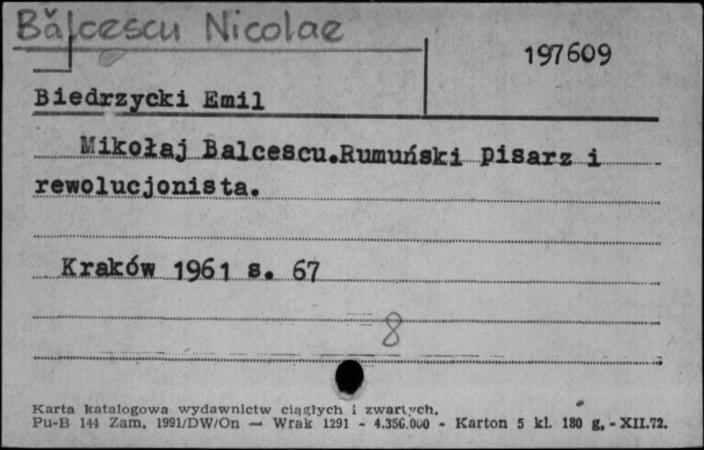 Bălcescu Nicolae
197609
Biedrzycki Emil
Mikołaj Balcescu.Rumuński pisarz i
rewolucjonista.
Kraków 1961 s. 67
8
Karta katalogowa wydawnictw ciągłych i zwartych.
Pu-B 144 Zam. 1991/DW/On — Wrak 1291 - 4.356.000 - Karton 5 kl. 180 g. - XII.72.